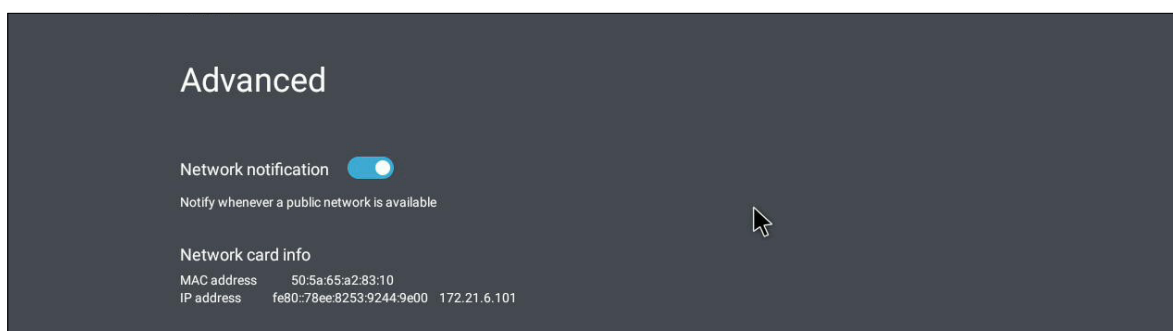 Advanced
Network notification
Notify whenever a public network is available
Network card info
MAC address 50:5a:65:a2:83:10
IP address fe80::78ee:8253:9244:9e00 172.21.6.101